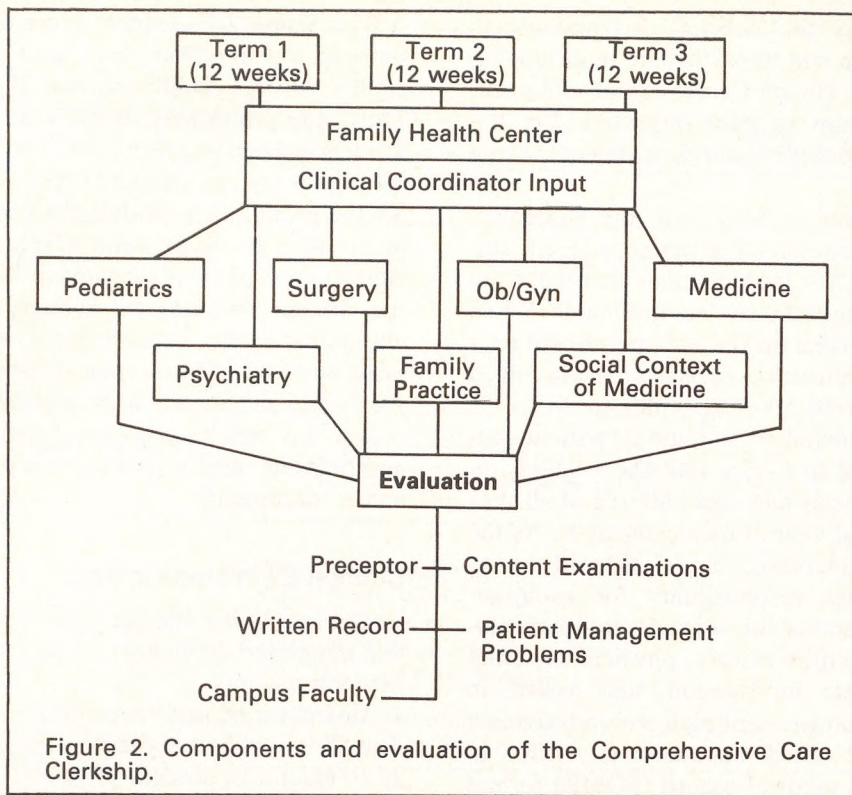 Term 1 Term 2 Term 3
(12 weeks) (12 weeks) (12 weeks)
Family Health Center
Clinical Coordinator Input
Pediatrics Surgery Ob/Gyn Medicine
Psychiatry Family Practice Social Context of Medicine
Evaluation
Preceptor Content Examinations
Written Record Patient Management
Problems
Campus Faculty
Figure 2. Components and evaluation of the Comprehensive Care
Clerkship.